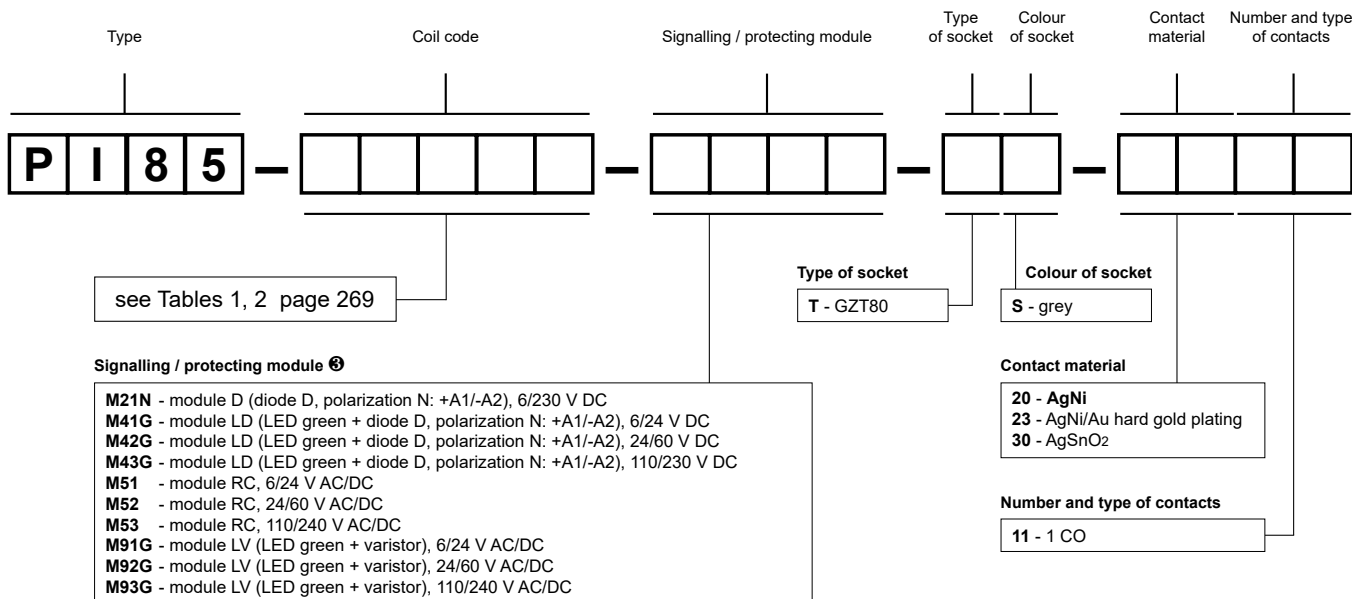 Type
Coil code
Signalling / protecting module
Type
of socket
Colour
of socket
Contact
material
Number and type
of contacts
P I 8 5 – – – –
see Tables 1, 2 page 269
Type of socket
T - GZT80
Colour of socket
S - grey
Signalling / protecting module ❸
M21N - module D (diode D, polarization N: +A1/-A2), 6/230 V DC
M41G - module LD (LED green + diode D, polarization N: +A1/-A2), 6/24 V DC
M42G - module LD (LED green + diode D, polarization N: +A1/-A2), 24/60 V DC
M43G - module LD (LED green + diode D, polarization N: +A1/-A2), 110/230 V DC
M51 - module RC, 6/24 V AC/DC
M52 - module RC, 24/60 V AC/DC
M53 - module RC, 110/240 V AC/DC
M91G - module LV (LED green + varistor), 6/24 V AC/DC
M92G - module LV (LED green + varistor), 24/60 V AC/DC
M93G - module LV (LED green + varistor), 110/240 V AC/DC
Contact material
20 - AgNi
23 - AgNi/Au hard gold plating
30 - AgSnO2
Number and type of contacts
11 - 1 CO